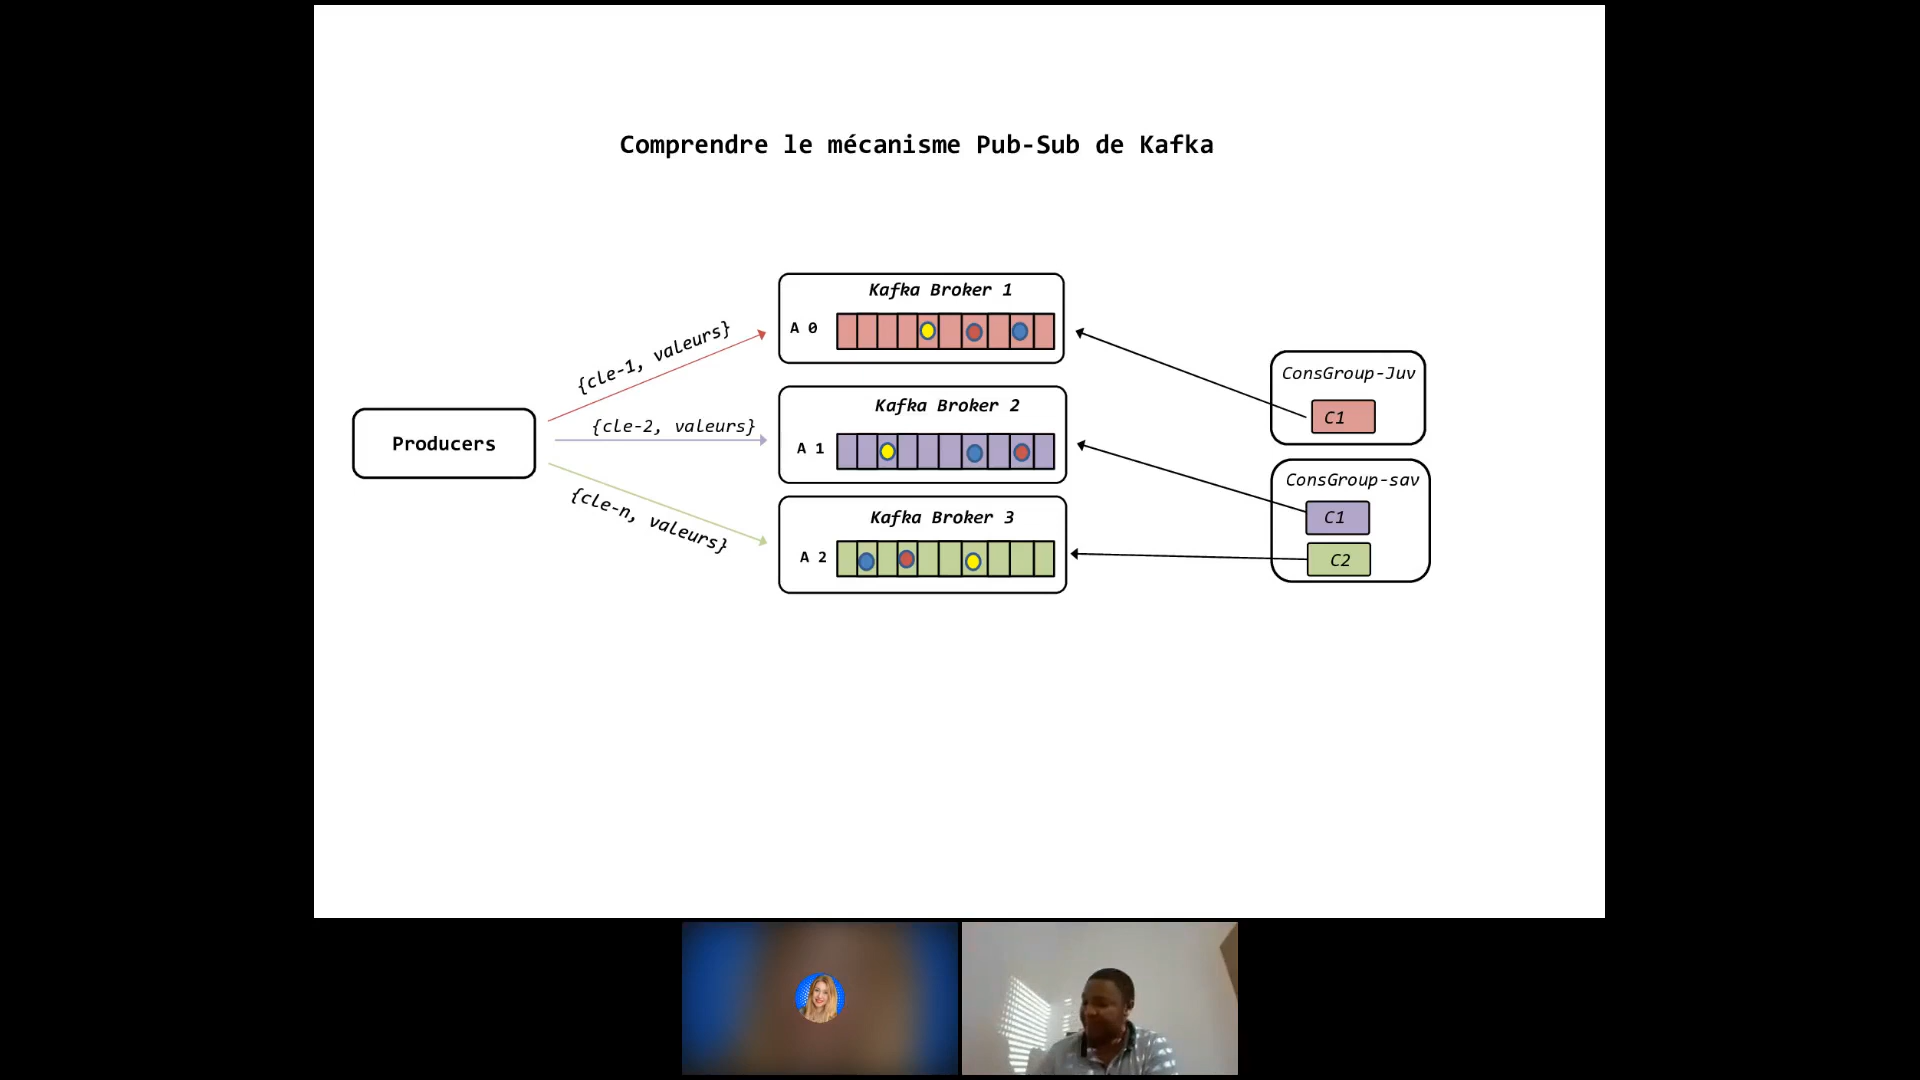 Comprendre le mécanisme Pub-Sub de Kafka
Kafka Broker 1
A 0
{cle-1, valeurs}
ConsGroup-Juv
C1
Kafka Broker 2
{cle-2, valeurs}
Producers
A 1
ConsGroup-sav
C1
{cle-n, valeurs}
Kafka Broker 3
A 2
C2